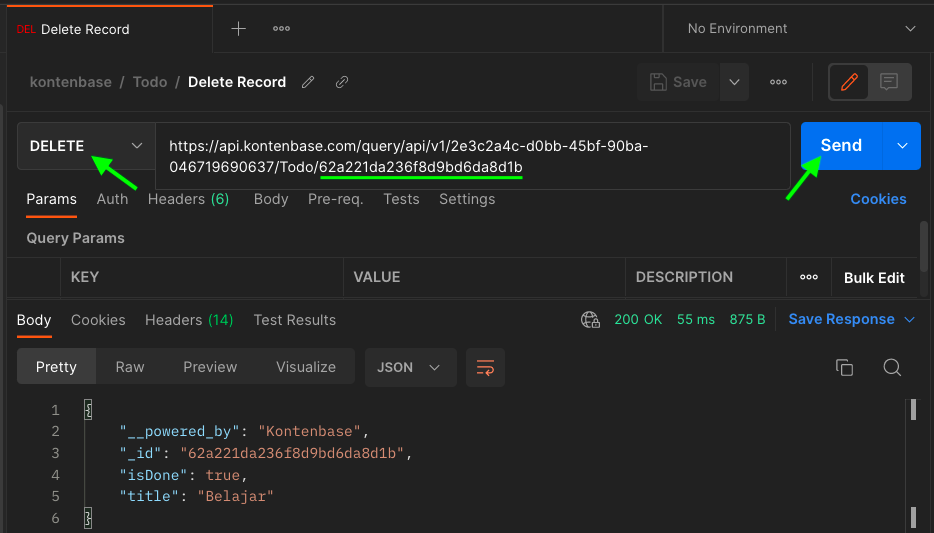 DEL Delete Record
No Environment
kontenbase / Todo / Delete Record
Save
DELETE
https://api.kontenbase.com/query/api/v1/2e3c2a4c-d0bb-45bf-90ba-
046719690637/Todo/62a221da236f8d9bd6da8d1b
Send
Params Auth Headers (6) Body Pre-req. Tests Settings
Cookies
Query Params
KEY VALUE DESCRIPTION
Bulk Edit
Body Cookies Headers (14) Test Results
200 OK 55 ms 875 B Save Response
Pretty Raw Preview Visualize
JSON
1 {
2 "__powered_by": "Kontenbase",
3 "_id": "62a221da236f8d9bd6da8d1b",
4 "isDone": true,
5 "title": "Belajar"
6 }